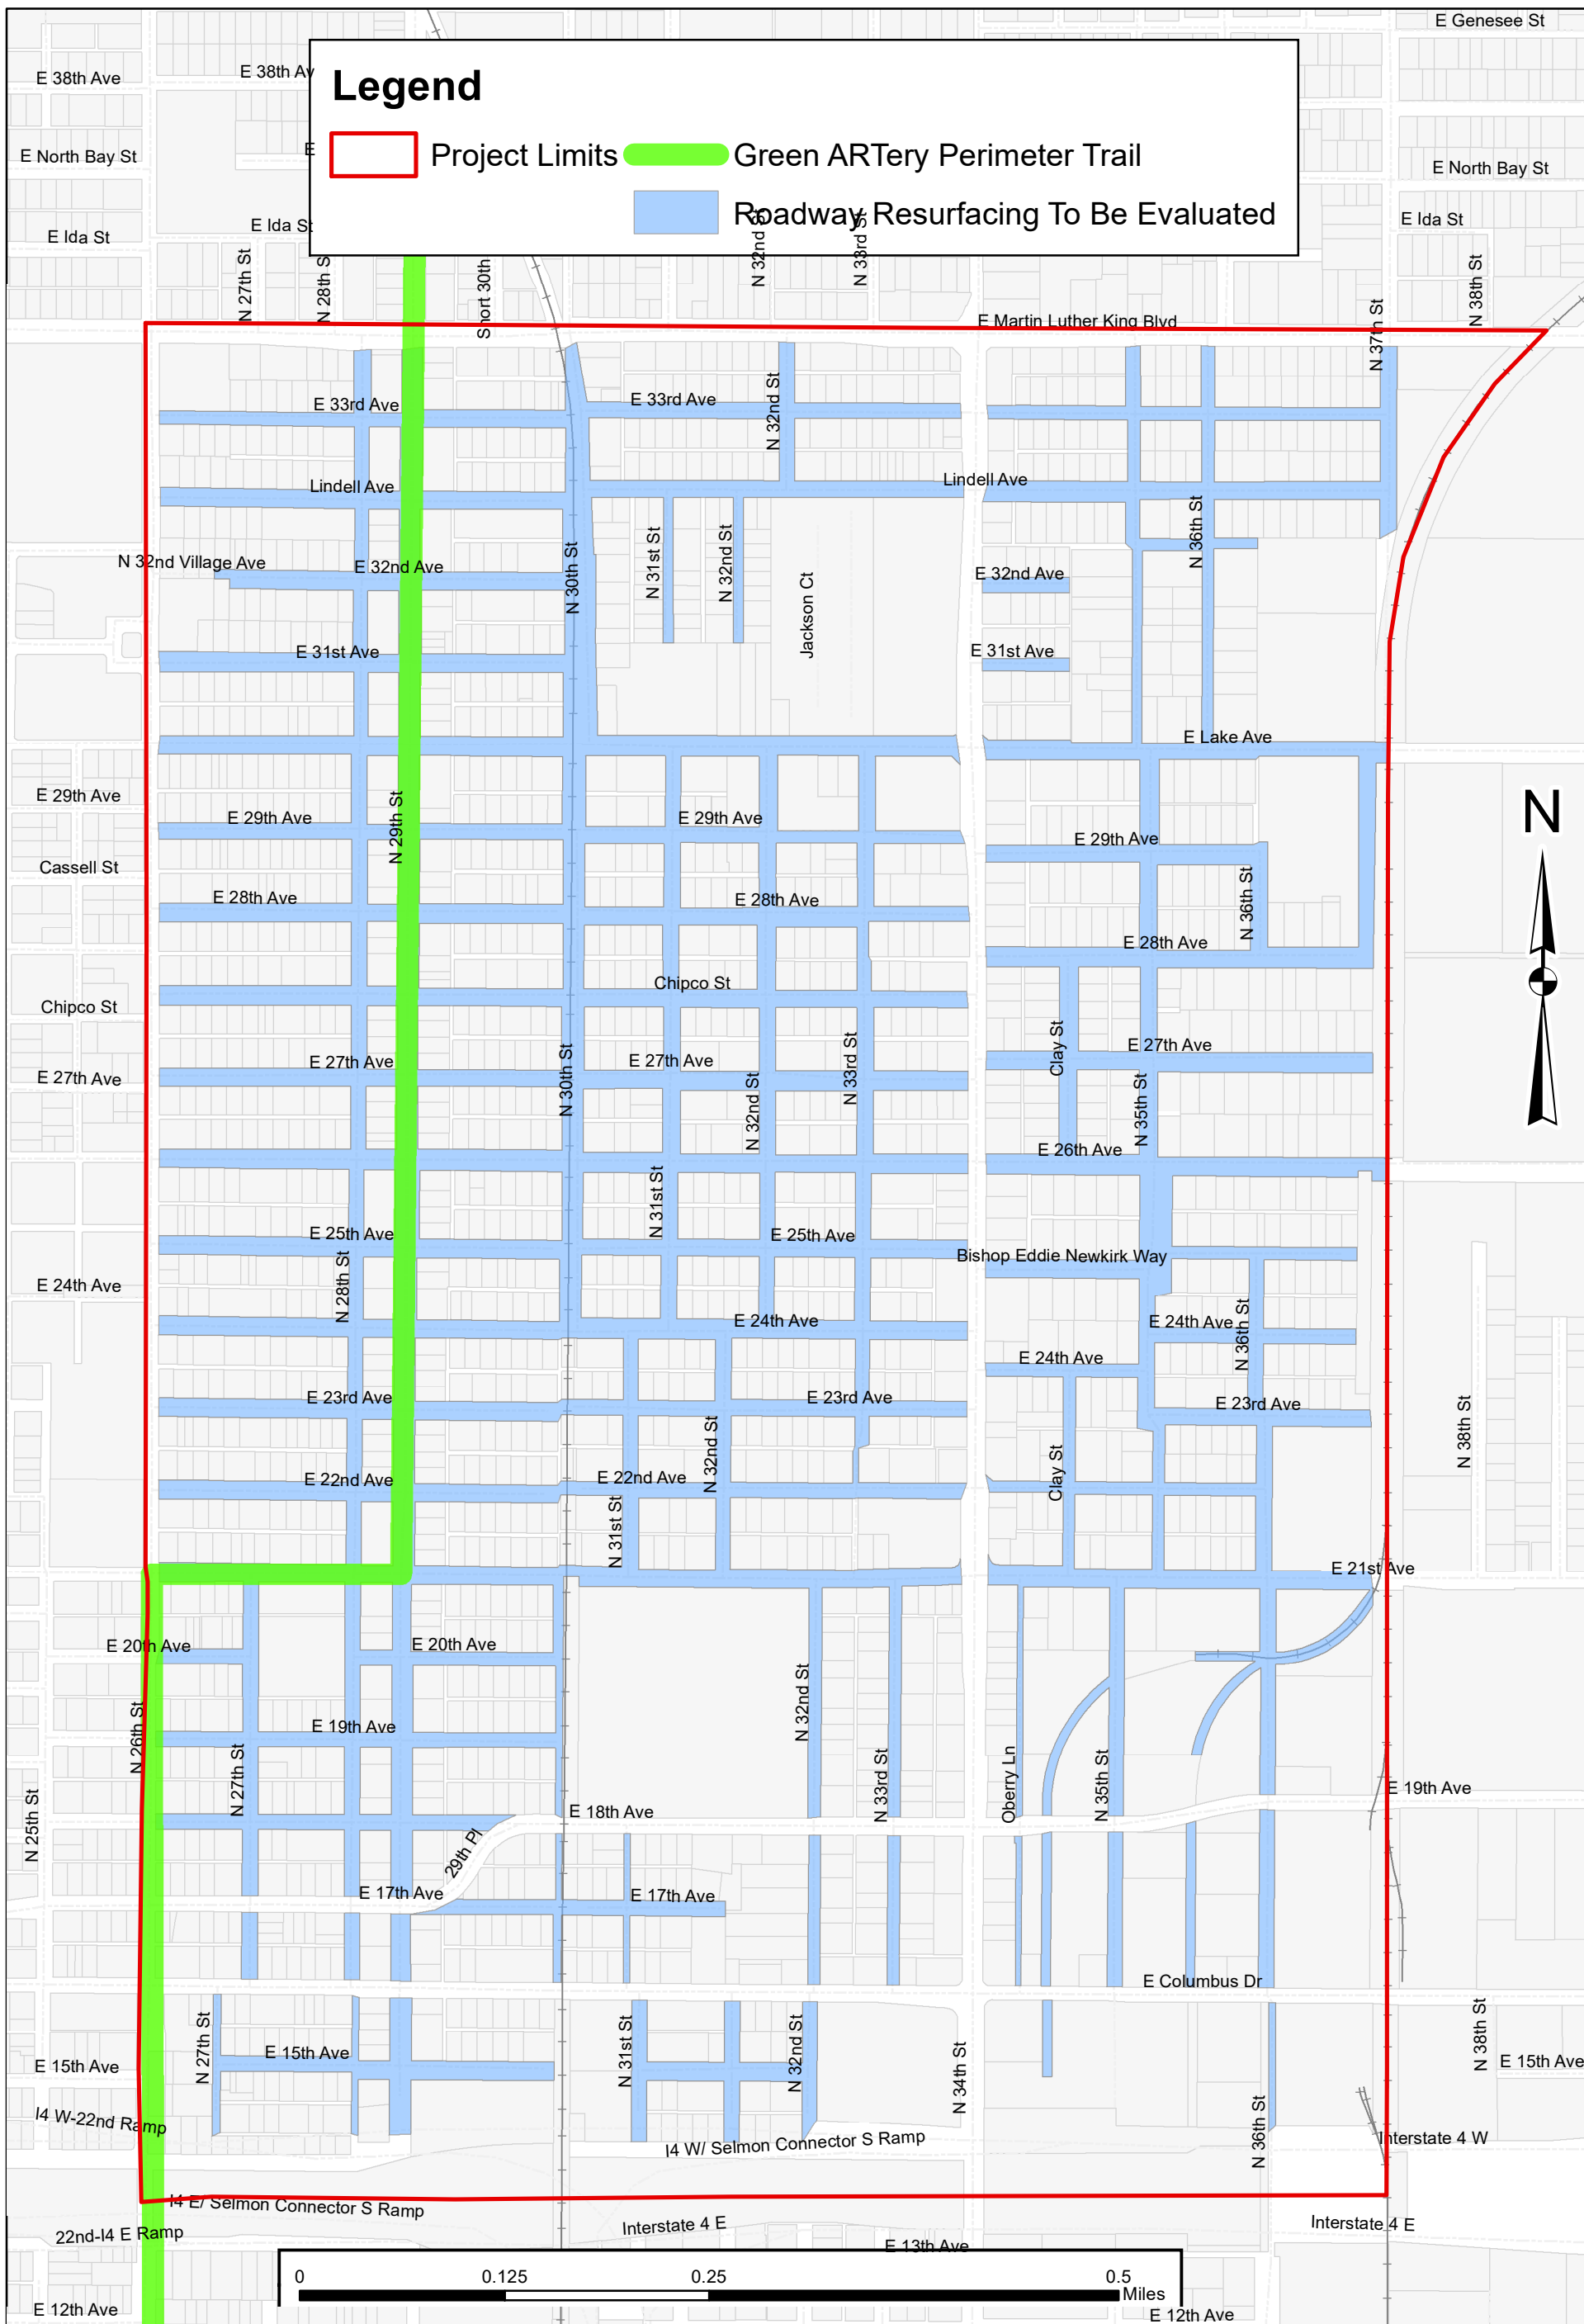 E Genesee St
E 38th Ave
E 38th Av
Legend
Project Limits
Green ARTery Perimeter Trail
E North Bay St
E
E North Bay St
Roadway Resurfacing To Be Evaluated
E Ida St
E Ida St
E Ida St
N 27th St
N 28th S
Short 30th
N 32nd St
N 33rd St
N 38th St
E Martin Luther King Blvd
N 37th St
E 33rd Ave
E 33rd Ave
N 32nd St
Lindell Ave
Lindell Ave
N 36th St
N 32nd Village Ave
E 32nd Ave
N 30th St
N 31st St
N 32nd St
Jackson Ct
E 32nd Ave
E 31st Ave
E 31st Ave
E Lake Ave
E 29th Ave
N 29th St
E 29th Ave
E 29th Ave
E 29th Ave
N
Cassell St
E 28th Ave
E 28th Ave
N 36th St
E 28th Ave
Chipco St
Chipco St
Clay St
E 27th Ave
E 27th Ave
E 27th Ave
E 27th Ave
N 30th St
N 32nd St
N 33rd St
N 35th St
E 26th Ave
N 31st St
E 25th Ave
E 25th Ave
Bishop Eddie Newkirk Way
E 24th Ave
N 28th St
E 24th Ave
E 24th Ave
N 36th St
E 24th Ave
E 23rd Ave
E 23rd Ave
E 23rd Ave
N 38th St
N 32nd St
E 22nd Ave
E 22nd Ave
Clay St
N 31st St
E 21st Ave
E 20th Ave
E 20th Ave
N 26th St
E 19th Ave
N 32nd St
N 27th St
N 33rd St
Oberry Ln
N 35th St
E 19th Ave
N 25th St
E 18th Ave
29th Pl
E 17th Ave
E 17th Ave
E Columbus Dr
N 27th St
E 15th Ave
E 15th Ave
N 31st St
N 32nd St
N 34th St
N 38th St
E 15th Ave
I4 W-22nd Ramp
N 36th St
I4 W/ Selmon Connector S Ramp
Interstate 4 W
I4 E/ Selmon Connector S Ramp
22nd-I4 E Ramp
Interstate 4 E
Interstate 4 E
E 13th Ave
0 0.125 0.25 0.5
Miles
E 12th Ave
E 12th Ave